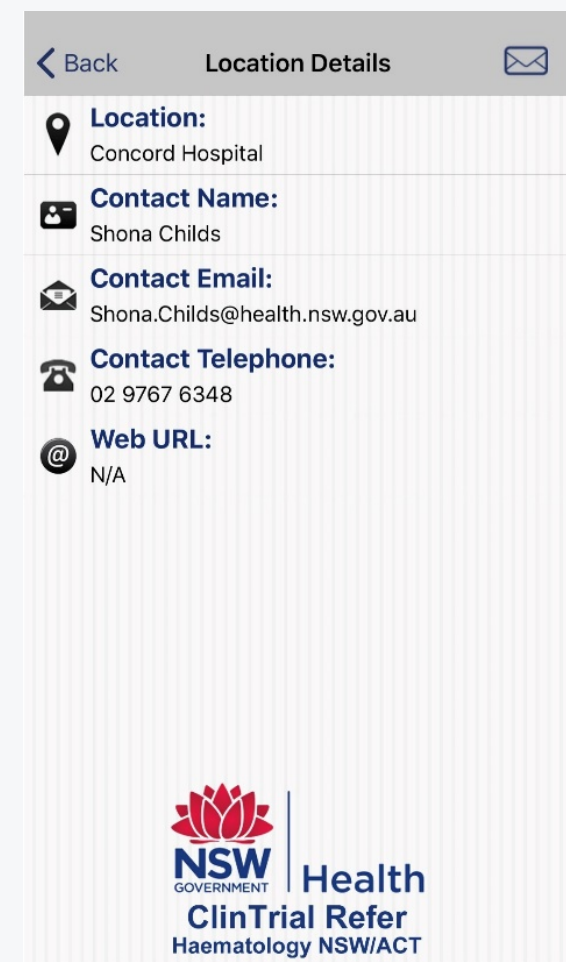 Back Location Details
Location:
Concord Hospital
Contact Name:
Shona Childs
Contact Email:
Shona.Childs@health.nsw.gov.au
Contact Telephone:
02 9767 6348
@ Web URL:
N/A
NSW
GOVERNMENT
Health
ClinTrial Refer
Haematology NSW/ACT